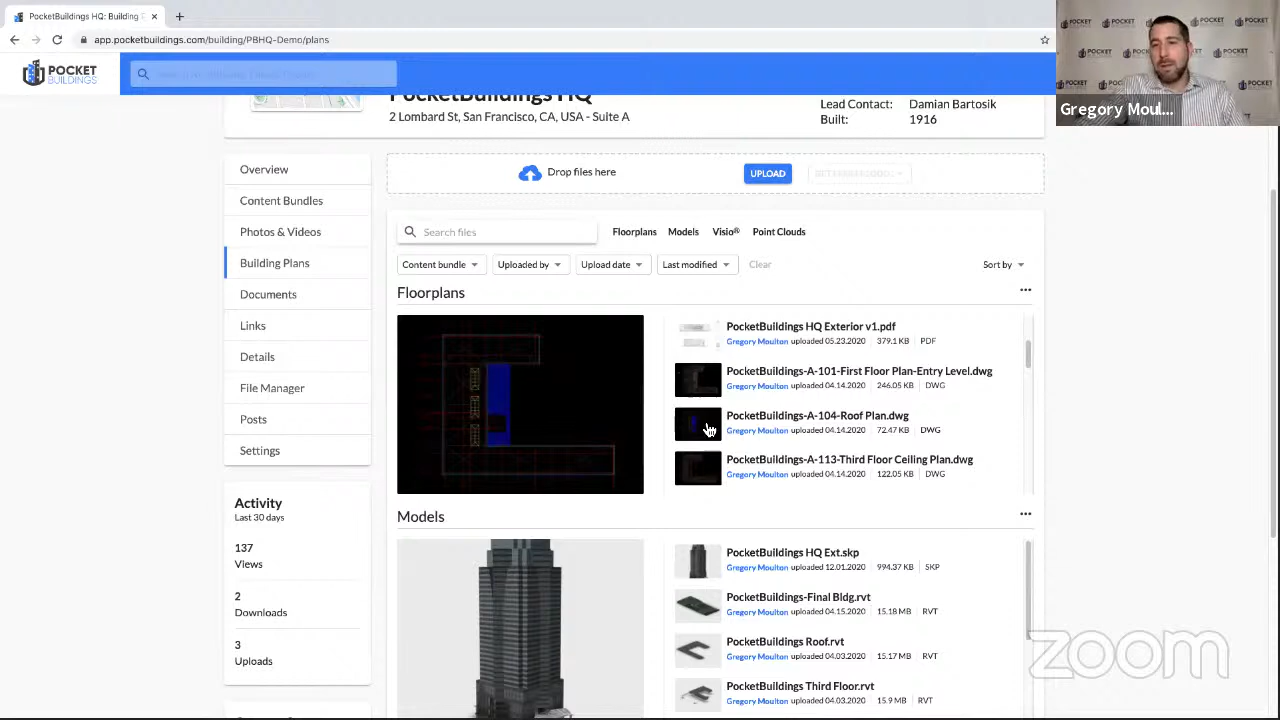 PocketBuildings HQ: Building
app.pocketbuildings.com/building/PBHQ-Demo/plans
POCKET
BUILDINGS
PocketBuildings HQ
2 Lombard St, San Francisco, CA, USA - Suite A
Lead Contact: Damian Bartosik
Built: 1916
Gregory Moul...
Overview
Content Bundles
Photos & Videos
Building Plans
Documents
Links
Details
File Manager
Posts
Settings
Activity
Last 30 days
137
Views
2
Downloads
3
Uploads
Drop files here
UPLOAD
Search files
Floorplans Models Visio® Point Clouds
Content bundle Uploaded by Upload date Last modified Clear Sort by
Floorplans
PocketBuildings HQ Exterior v1.pdf
Gregory Moulton uploaded 05.23.2020 379.1 KB PDF
PocketBuildings-A-101-First Floor Plan-Entry Level.dwg
Gregory Moulton uploaded 04.14.2020 246.05 KB DWG
PocketBuildings-A-104-Roof Plan.dwg
Gregory Moulton uploaded 04.14.2020 72.47 KB DWG
PocketBuildings-A-113-Third Floor Ceiling Plan.dwg
Gregory Moulton uploaded 04.14.2020 122.05 KB DWG
Models
PocketBuildings HQ Ext.skp
Gregory Moulton uploaded 12.01.2020 994.37 KB SKP
PocketBuildings-Final Bldg.rvt
Gregory Moulton uploaded 04.15.2020 15.18 MB RVT
PocketBuildings Roof.rvt
Gregory Moulton uploaded 04.03.2020 15.17 MB RVT
PocketBuildings Third Floor.rvt
Gregory Moulton uploaded 04.03.2020 15.9 MB RVT
zoom